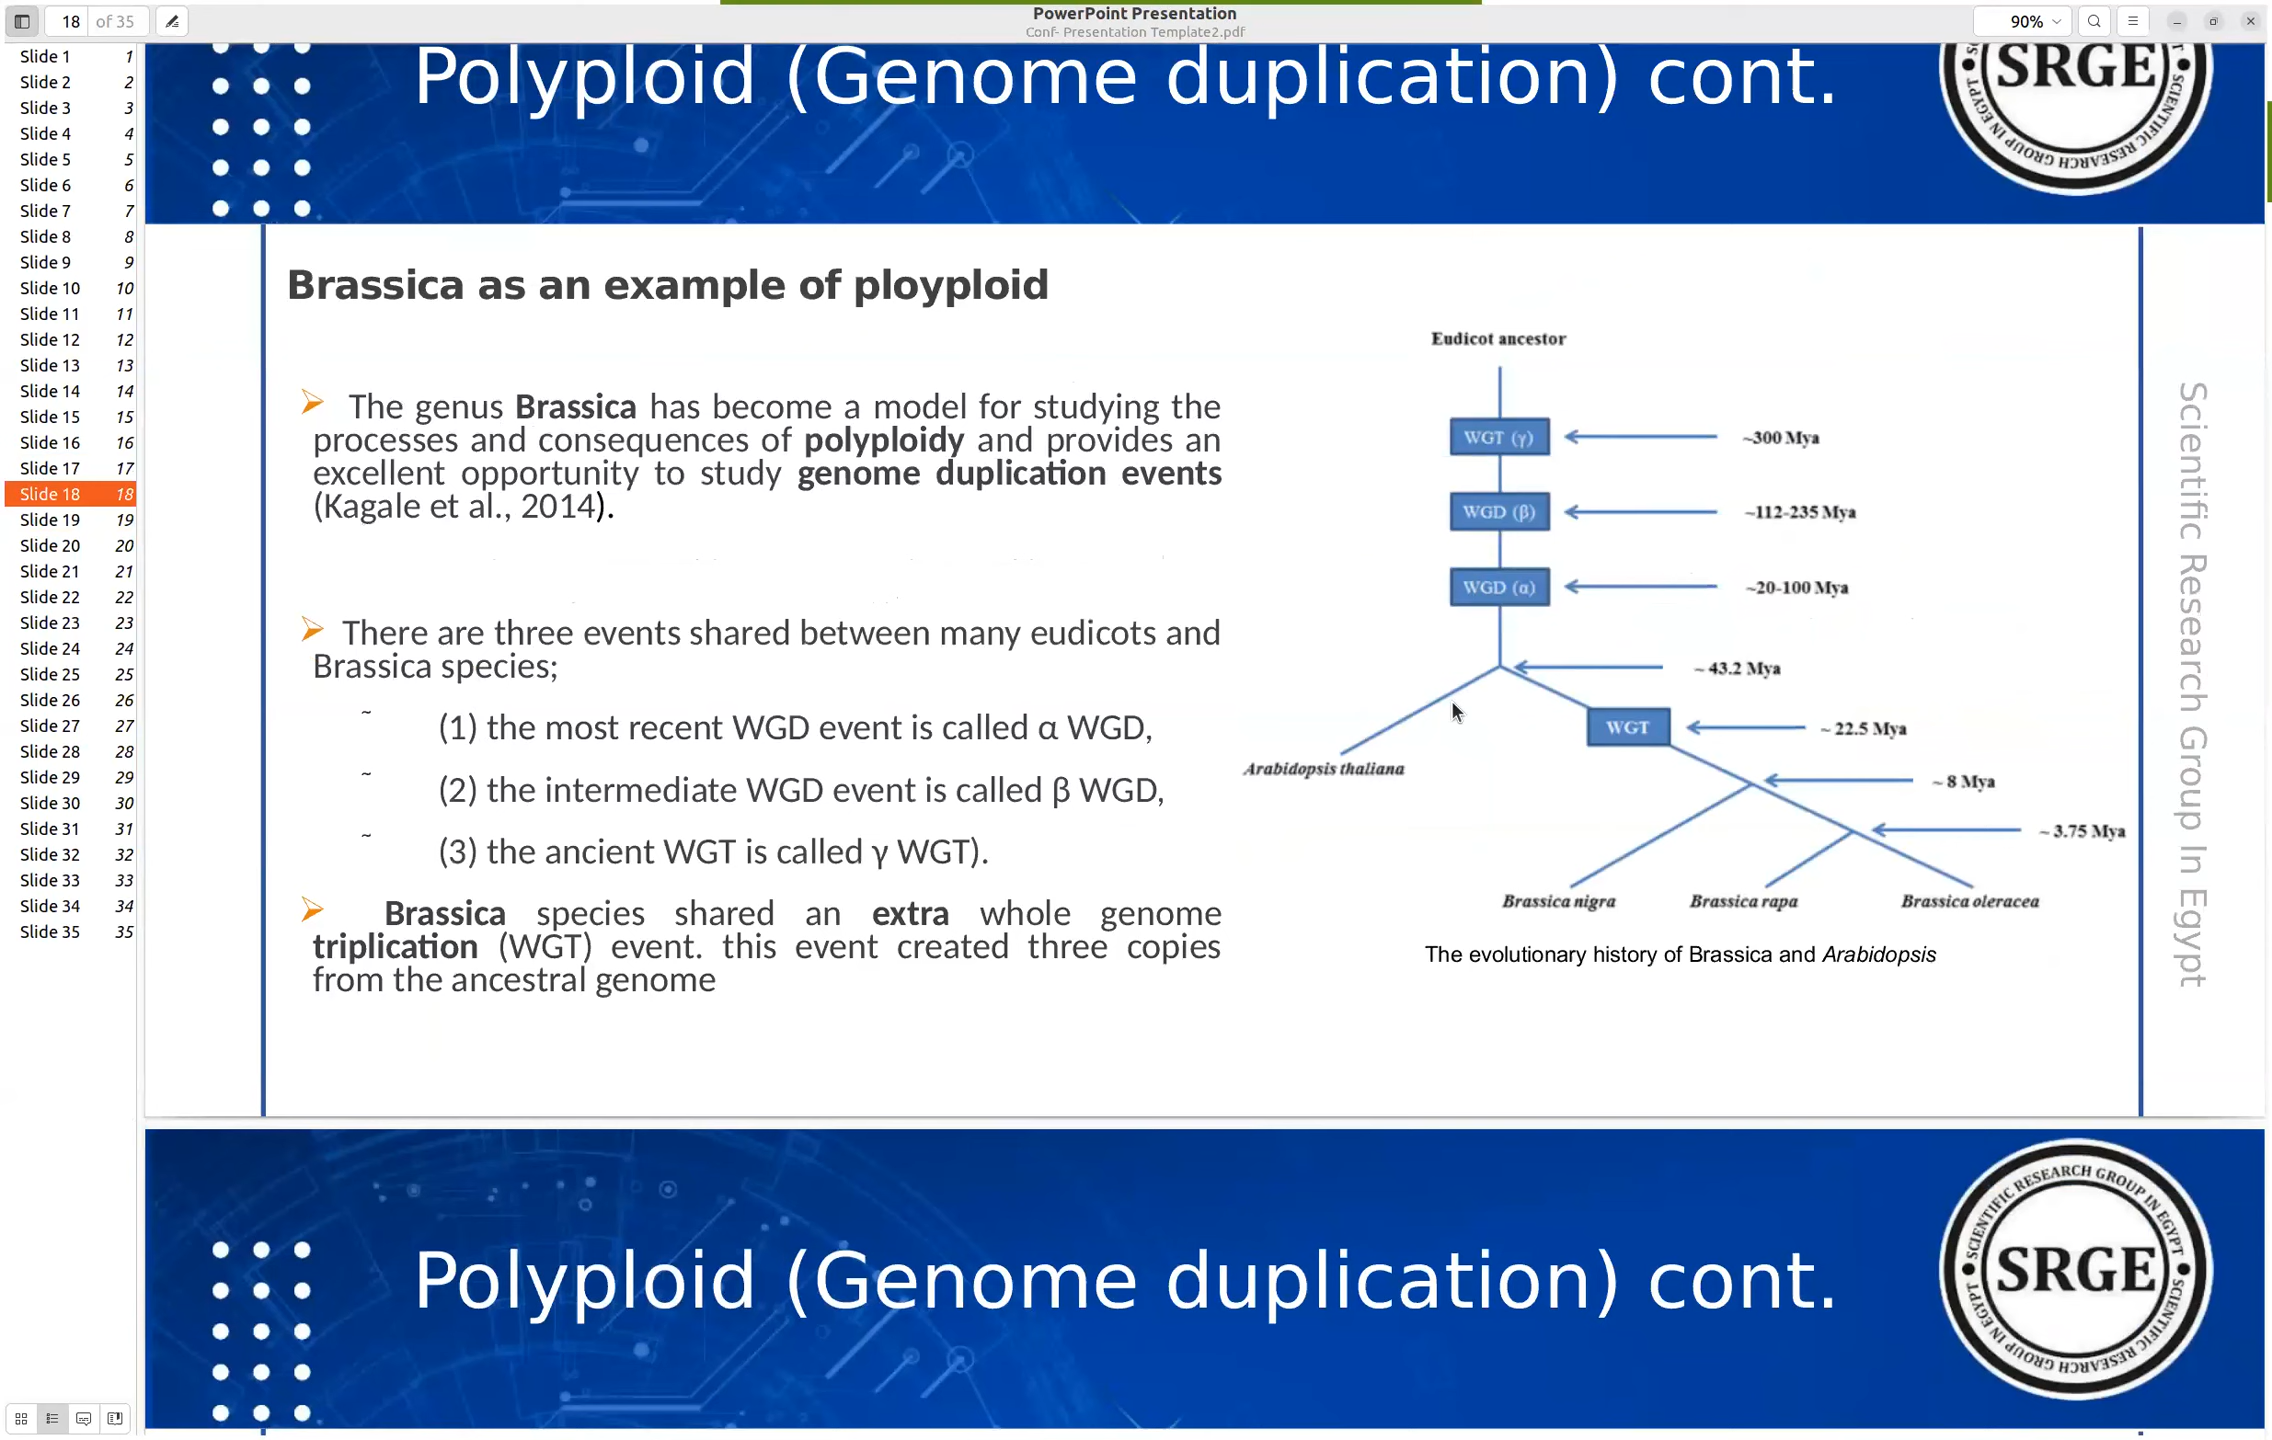 PowerPoint Presentation
Conf- Presentation Template2.pdf
18 of 35
90%
Slide 1 1
Slide 2 2
Slide 3 3
Slide 4 4
Slide 5 5
Slide 6 6
Slide 7 7
Slide 8 8
Slide 9 9
Slide 10 10
Slide 11 11
Slide 12 12
Slide 13 13
Slide 14 14
Slide 15 15
Slide 16 16
Slide 17 17
Slide 18 18
Slide 19 19
Slide 20 20
Slide 21 21
Slide 22 22
Slide 23 23
Slide 24 24
Slide 25 25
Slide 26 26
Slide 27 27
Slide 28 28
Slide 29 29
Slide 30 30
Slide 31 31
Slide 32 32
Slide 33 33
Slide 34 34
Slide 35 35
Polyploid (Genome duplication) cont.
SRGE
SCIENTIFIC RESEARCH GROUP IN EGYPT
Brassica as an example of ployploid
The genus Brassica has become a model for studying the
processes and consequences of polyploidy and provides an
excellent opportunity to study genome duplication events
(Kagale et al., 2014).
There are three events shared between many eudicots and
Brassica species;
~ (1) the most recent WGD event is called α WGD,
~ (2) the intermediate WGD event is called β WGD,
~ (3) the ancient WGT is called γ WGT).
Brassica species shared an extra whole genome
triplication (WGT) event. this event created three copies
from the ancestral genome
Eudicot ancestor
WGT (γ) ~300 Mya
WGD (β) ~112-235 Mya
WGD (α) ~20-100 Mya
~ 43.2 Mya
WGT ~ 22.5 Mya
Arabidopsis thaliana
~ 8 Mya
~ 3.75 Mya
Brassica nigra Brassica rapa Brassica oleracea
The evolutionary history of Brassica and Arabidopsis
Scientific Research Group In Egypt
Polyploid (Genome duplication) cont.
SCIENTIFIC RESEARCH GROUP IN EGYPT
SRGE
SCIENTIFIC RESEARCH GROUP IN EGYPT